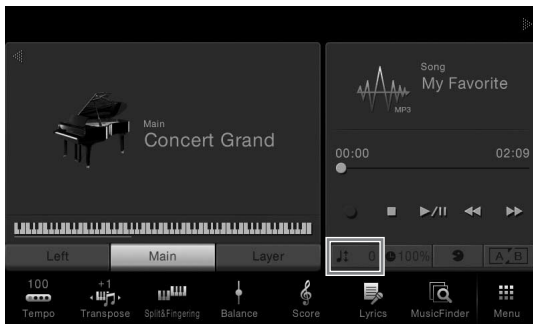 Main
Concert Grand
Song
My Favorite
MP3
00:00 02:09
Left Main Layer
0 100% A B
100 +1
Tempo Transpose Split&Fingering Balance Score Lyrics MusicFinder Menu